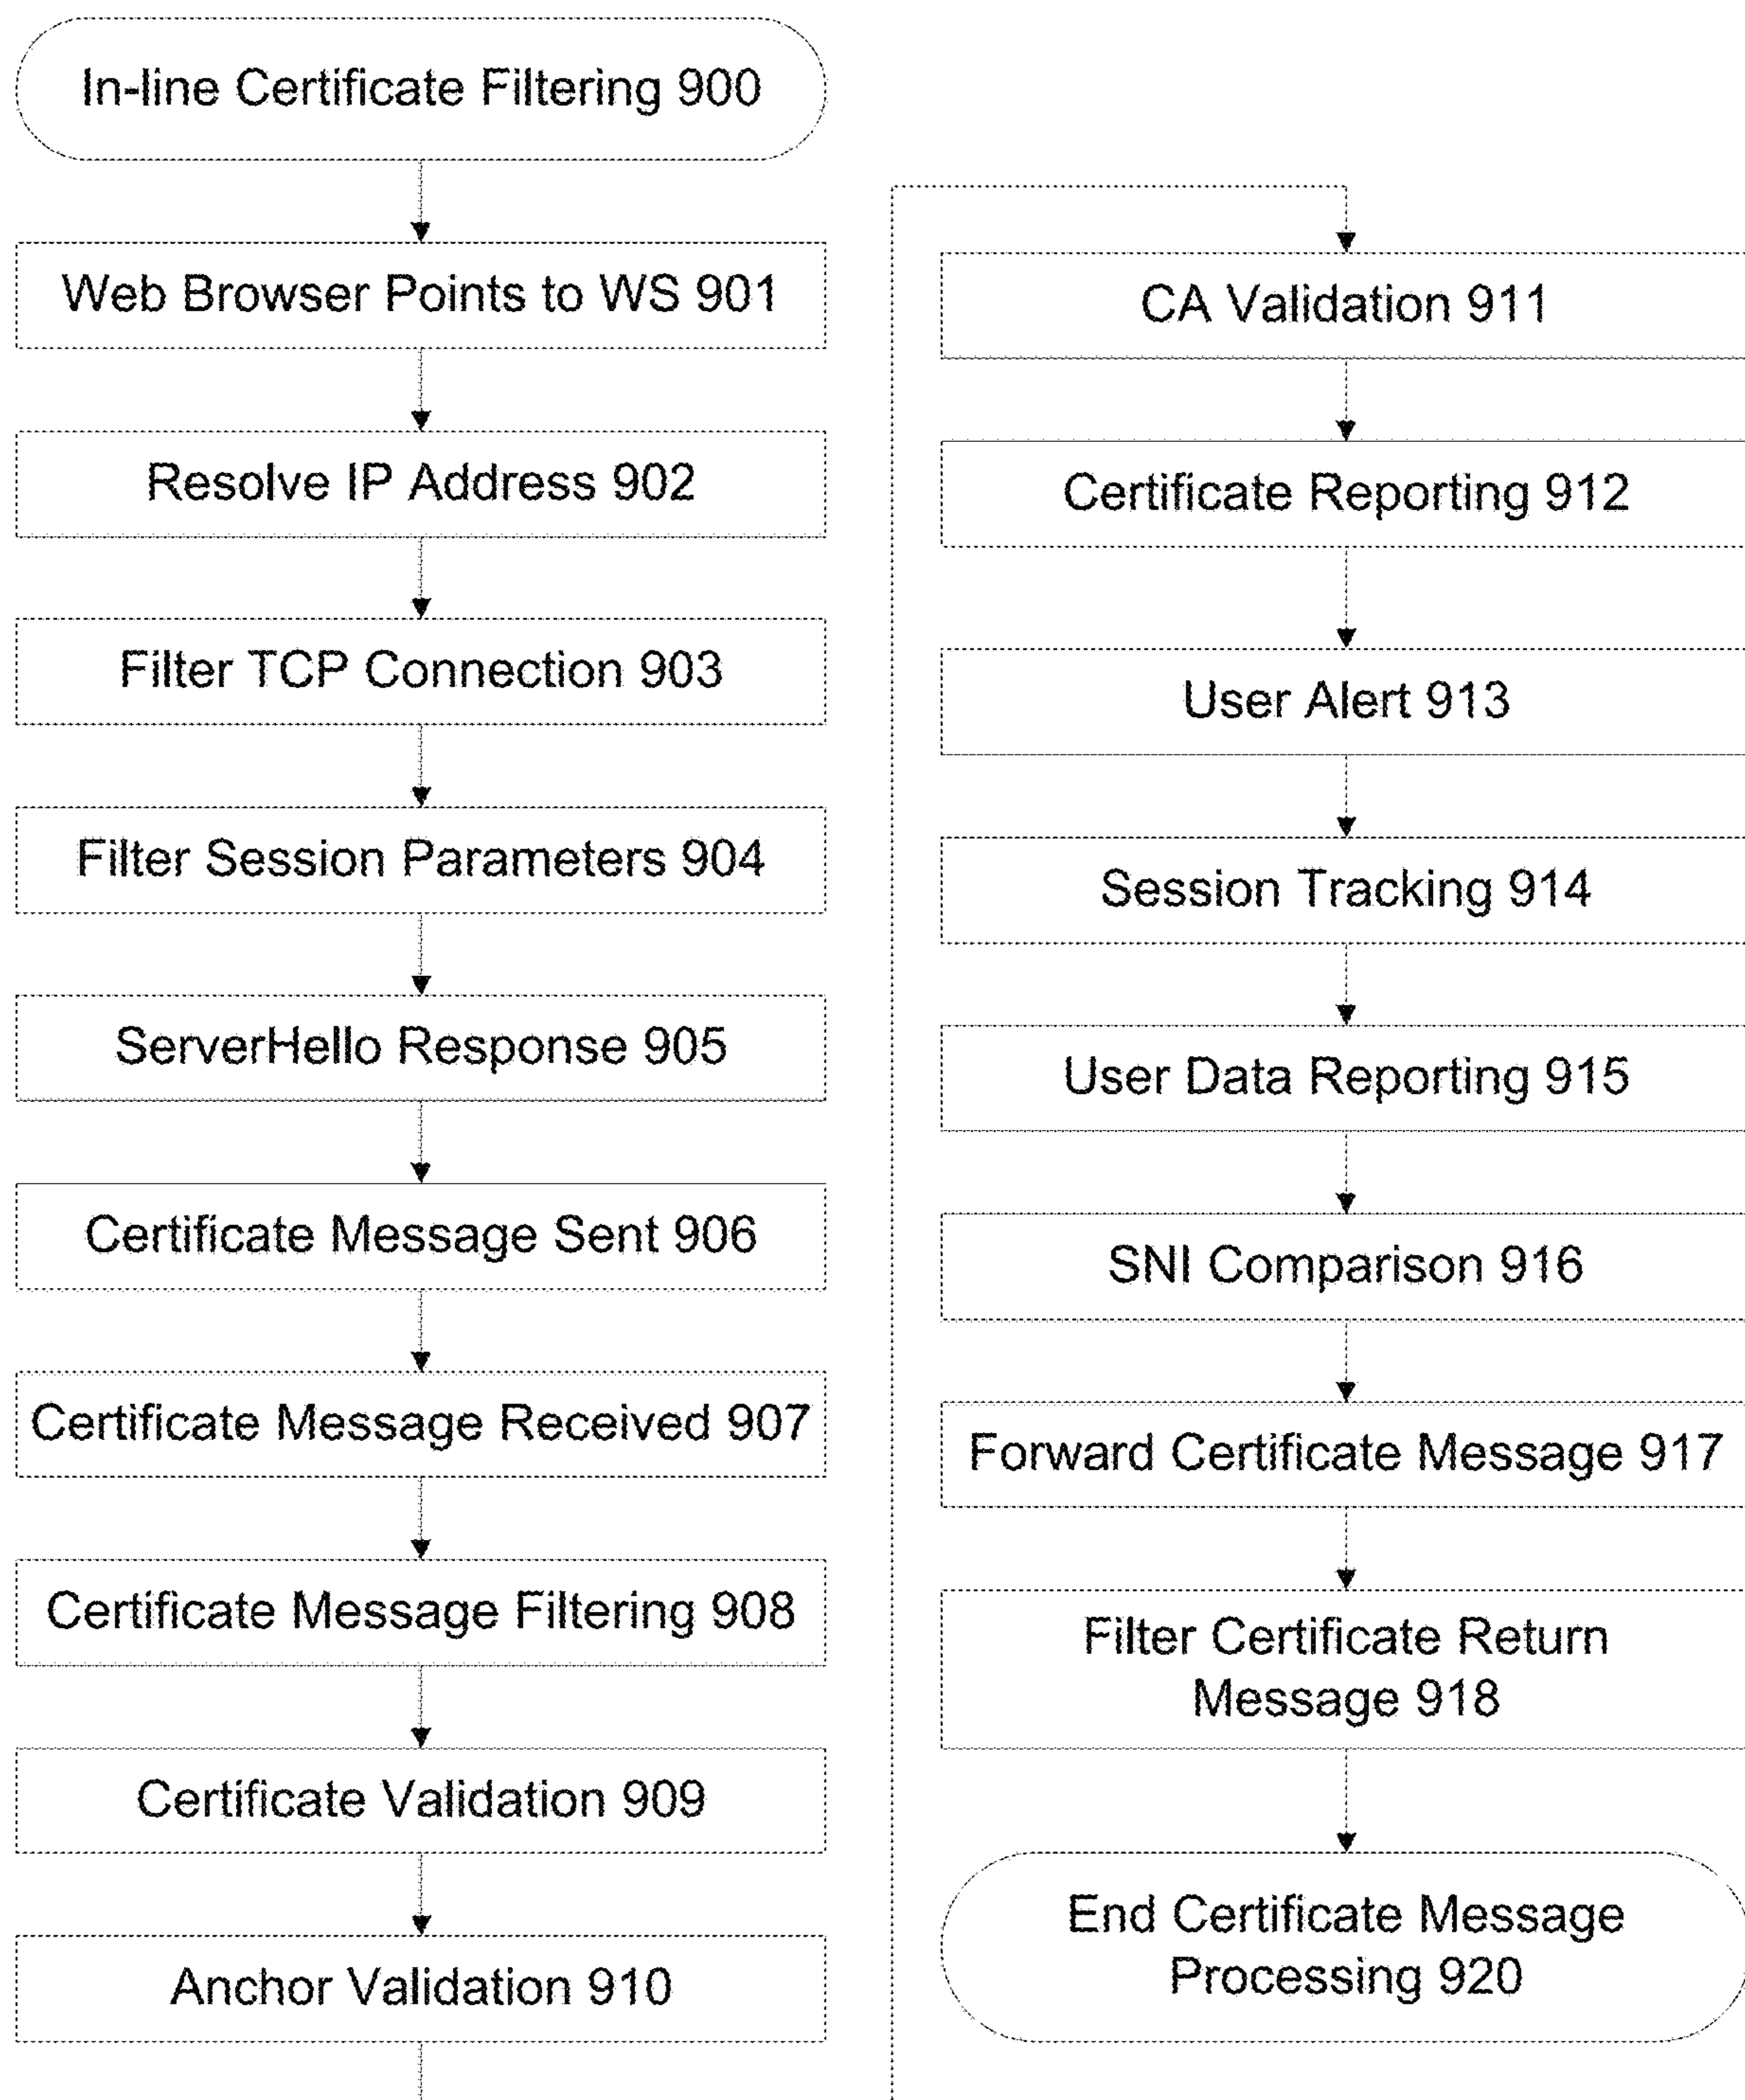 In-line Certificate Filtering 900
Web Browser Points to WS 901
Resolve IP Address 902
Filter TCP Connection 903
Filter Session Parameters 904
ServerHello Response 905
Certificate Message Sent 906
Certificate Message Received 907
Certificate Message Filtering 908
Certificate Validation 909
Anchor Validation 910
CA Validation 911
Certificate Reporting 912
User Alert 913
Session Tracking 914
User Data Reporting 915
SNI Comparison 916
Forward Certificate Message 917
Filter Certificate Return
Message 918
End Certificate Message
Processing 920